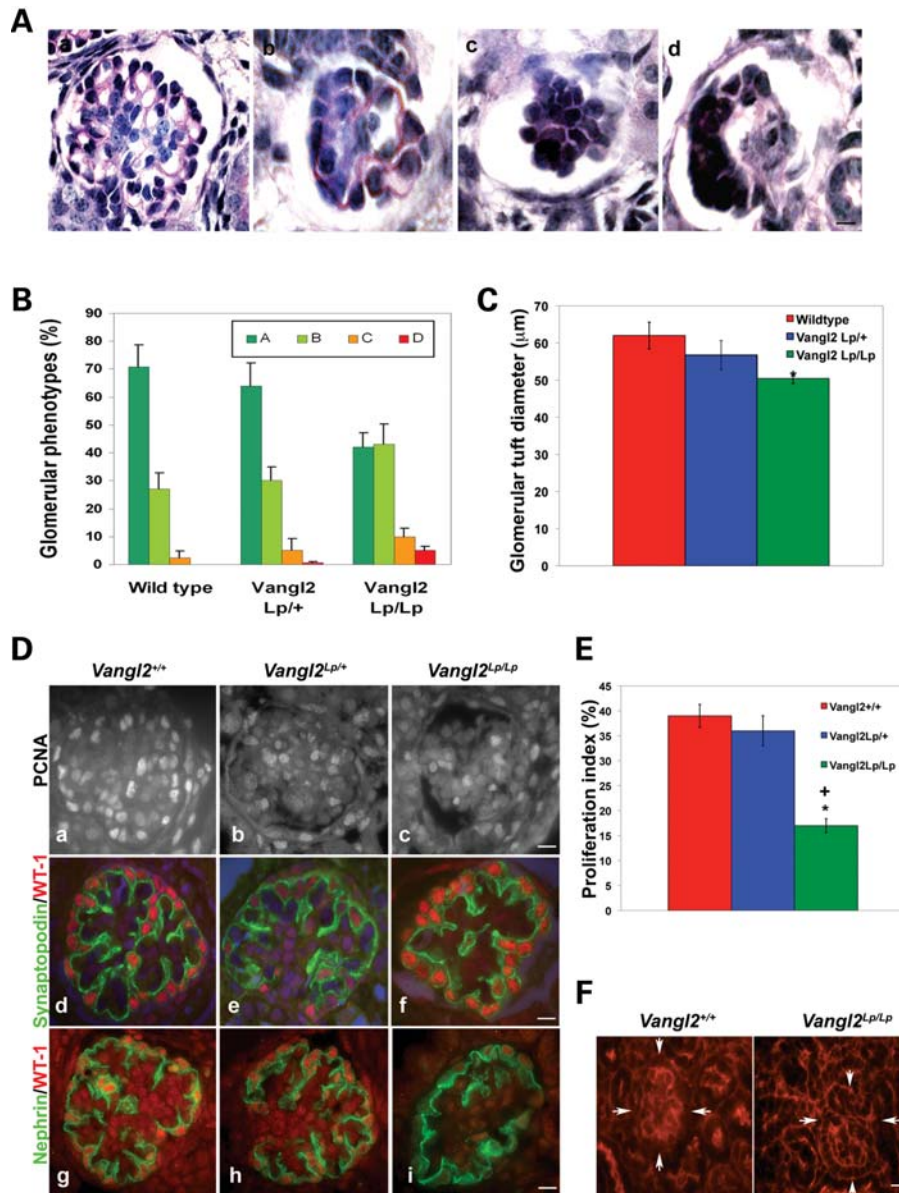 A
a
b
c
d
B
Glomerular phenotypes (%)
90
80
70
60
50
40
30
20
10
0
A B C D
Wild type
Vangl2
Lp/+
Vangl2
Lp/Lp
C
Glomerular tuft diameter (μm)
70
60
50
40
30
20
10
0
Wildtype
Vangl2 Lp/+
Vangl2 Lp/Lp
*
D
Vangl2+/+
Vangl2Lp/+
Vangl2Lp/Lp
PCNA
a
b
c
Synaptopodin/WT-1
d
e
f
Nephrin/WT-1
g
h
i
E
Proliferation index (%)
45
40
35
30
25
20
15
10
5
0
Vangl2+/+
Vangl2Lp/+
Vangl2Lp/Lp
+
*
F
Vangl2+/+
Vangl2Lp/Lp